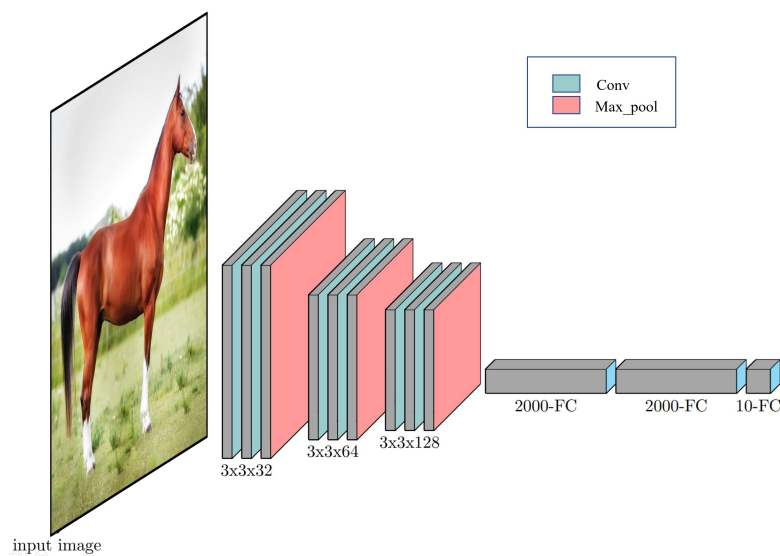 Conv
Max_pool
3x3x32
3x3x64
3x3x128
2000-FC
2000-FC
10-FC
input image